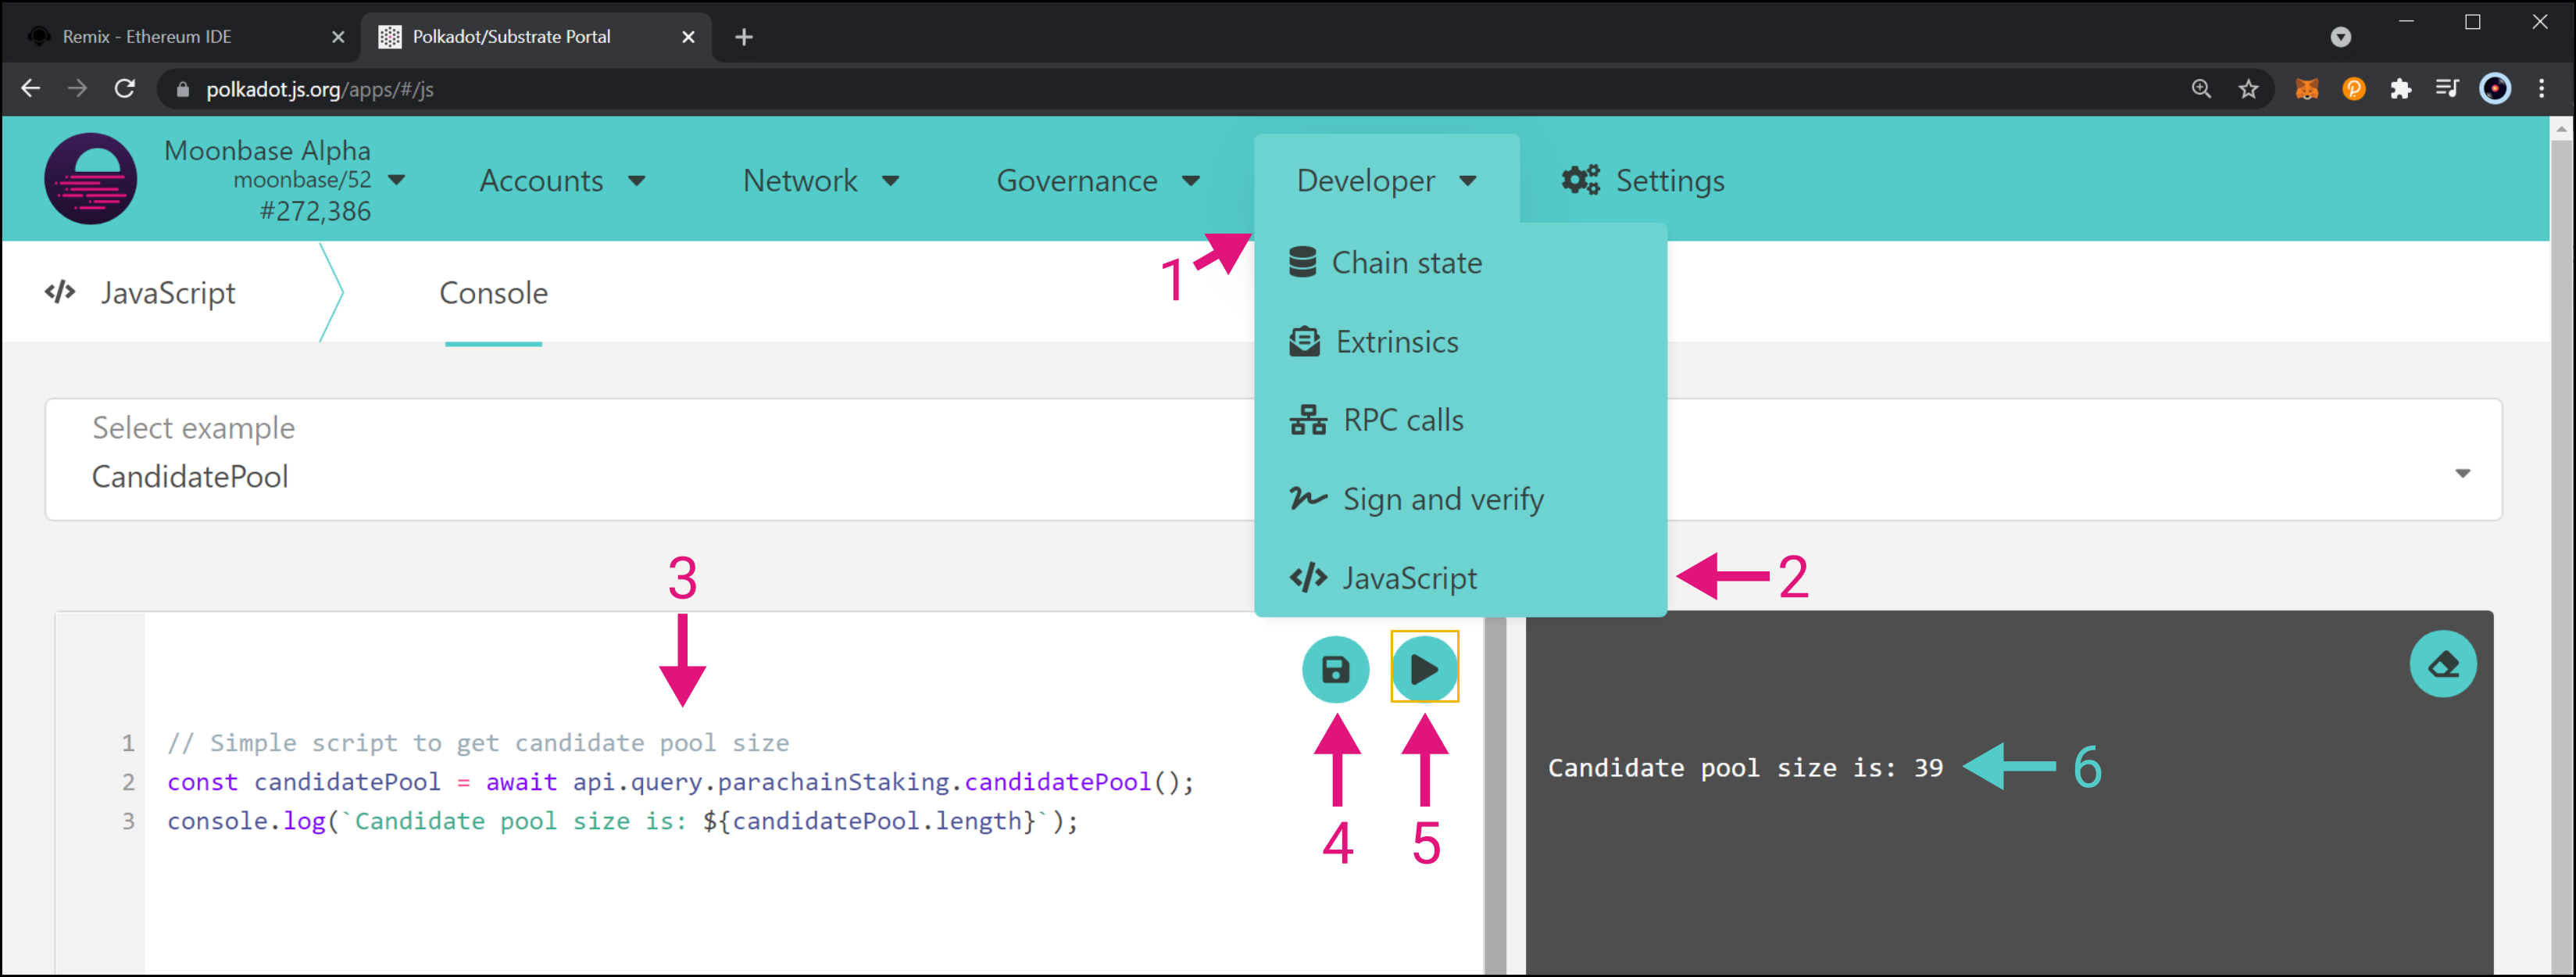 Remix - Ethereum IDE
Polkadot/Substrate Portal
polkadot.js.org/apps/#/js
Moonbase Alpha
moonbase/52
#272,386
Accounts
Network
Governance
Developer
Settings
Chain state
Extrinsics
RPC calls
Sign and verify
JavaScript
1
2
JavaScript
Console
Select example
CandidatePool
3
1 // Simple script to get candidate pool size
2 const candidatePool = await api.query.parachainStaking.candidatePool();
3 console.log(`Candidate pool size is: ${candidatePool.length}`);
4
5
Candidate pool size is: 39
6